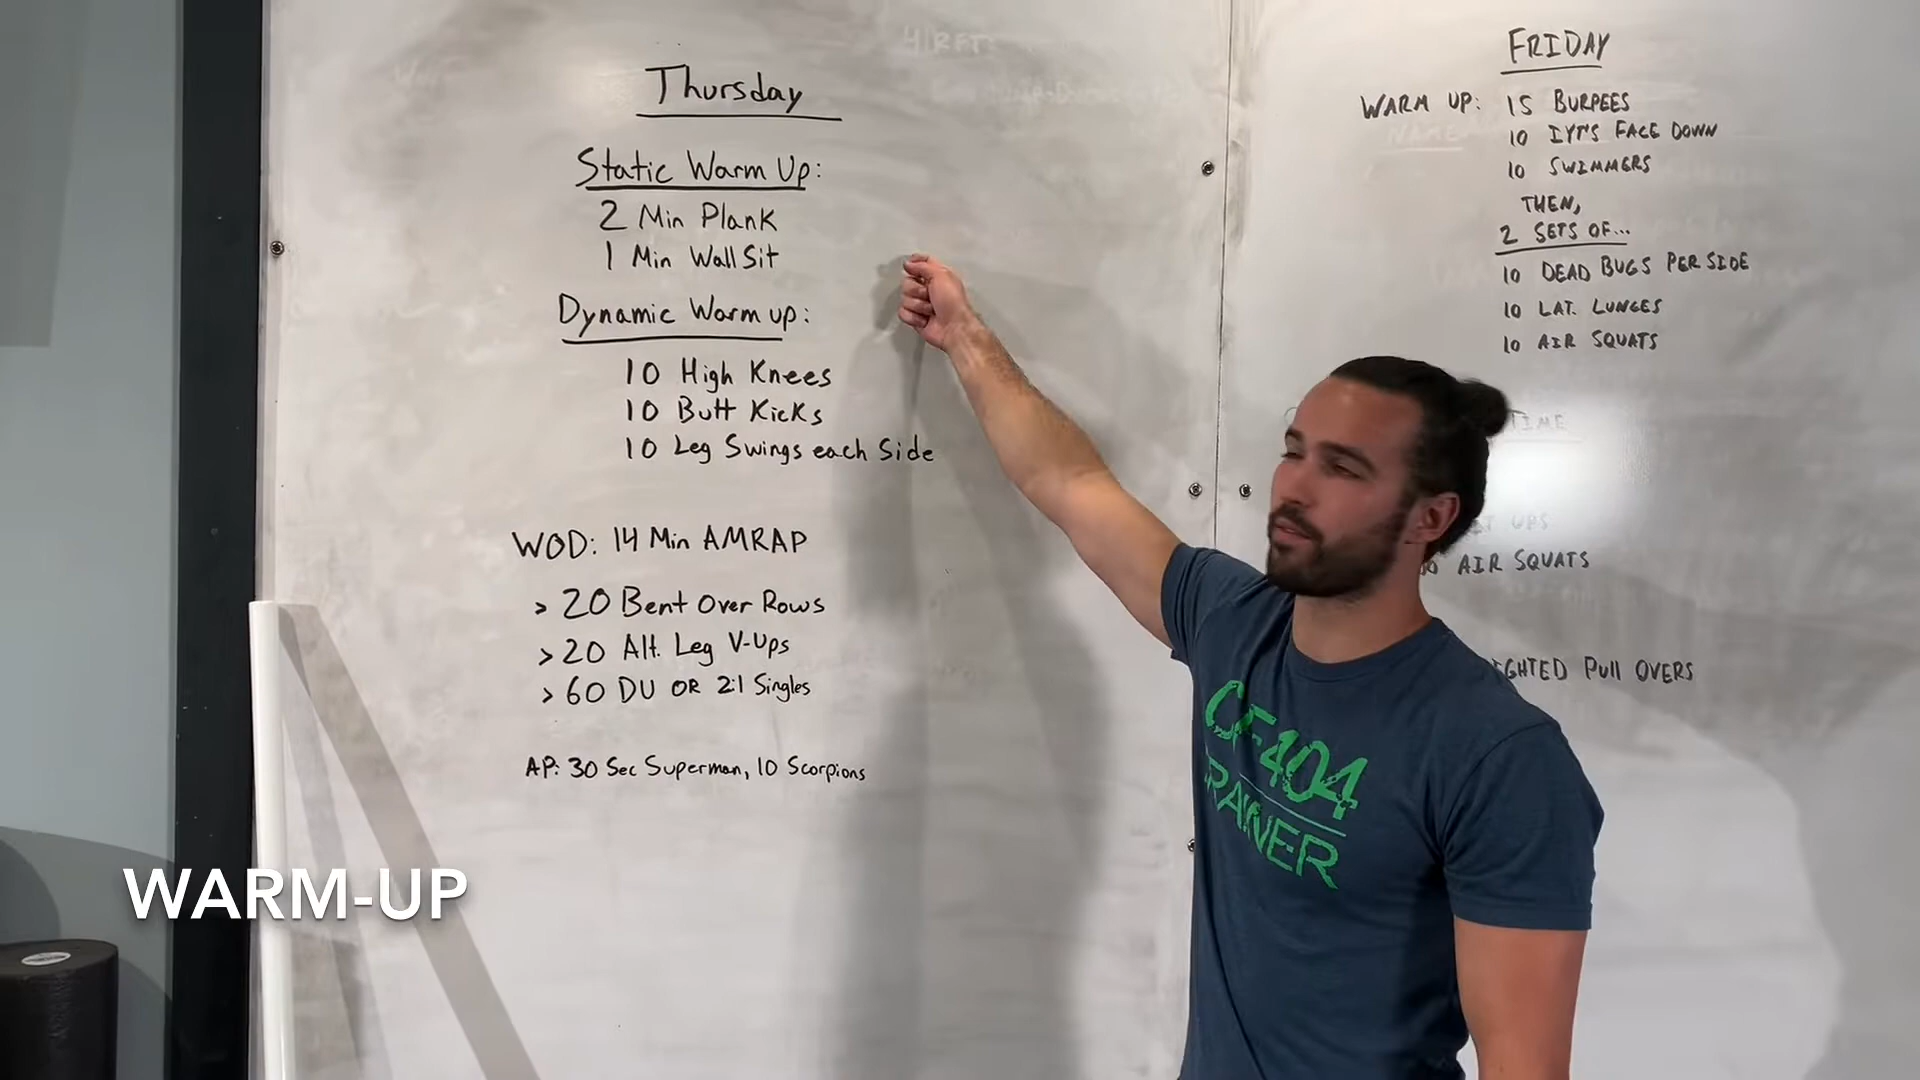 Thursday
Static Warm Up:
2 Min Plank
1 Min Wall Sit
Dynamic Warm up:
10 High Knees
10 Butt Kicks
10 Leg Swings each Side
WOD: 14 Min AMRAP
> 20 Bent Over Rows
> 20 Alt. Leg V-Ups
> 60 DU OR 2:1 Singles
AP: 30 Sec Superman, 10 Scorpions
WARM-UP
FRIDAY
WARM UP: 15 BURPEES
10 IYT'S FACE DOWN
10 SWIMMERS
THEN,
2 SETS OF...
10 DEAD BUGS PER SIDE
10 LAT. LUNGES
10 AIR SQUATS
TIME
UPS
AIR SQUATS
GHTED PUll OVERS
CF-404
RAINER